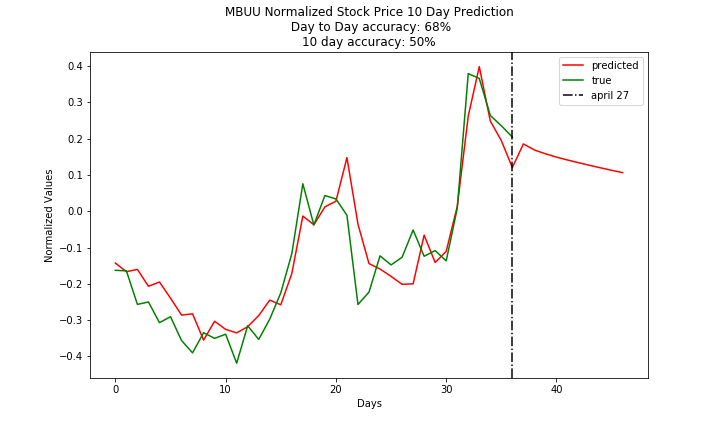 MBUU Normalized Stock Price 10 Day Prediction
Day to Day accuracy: 68%
10 day accuracy: 50%
predicted
true
april 27
Normalized Values
0.4
0.3
0.2
0.1
0.0
−0.1
−0.2
−0.3
−0.4
0
10
20
30
40
Days